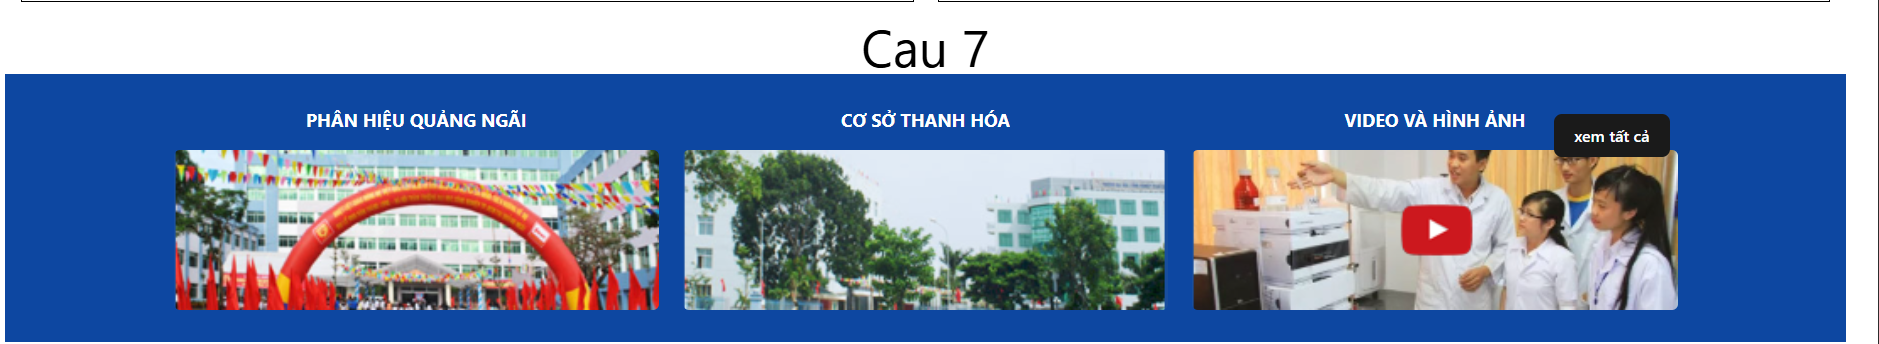 Cau 7
PHÂN HIỆU QUẢNG NGÃI
CƠ SỞ THANH HÓA
VIDEO VÀ HÌNH ẢNH
xem tất cả